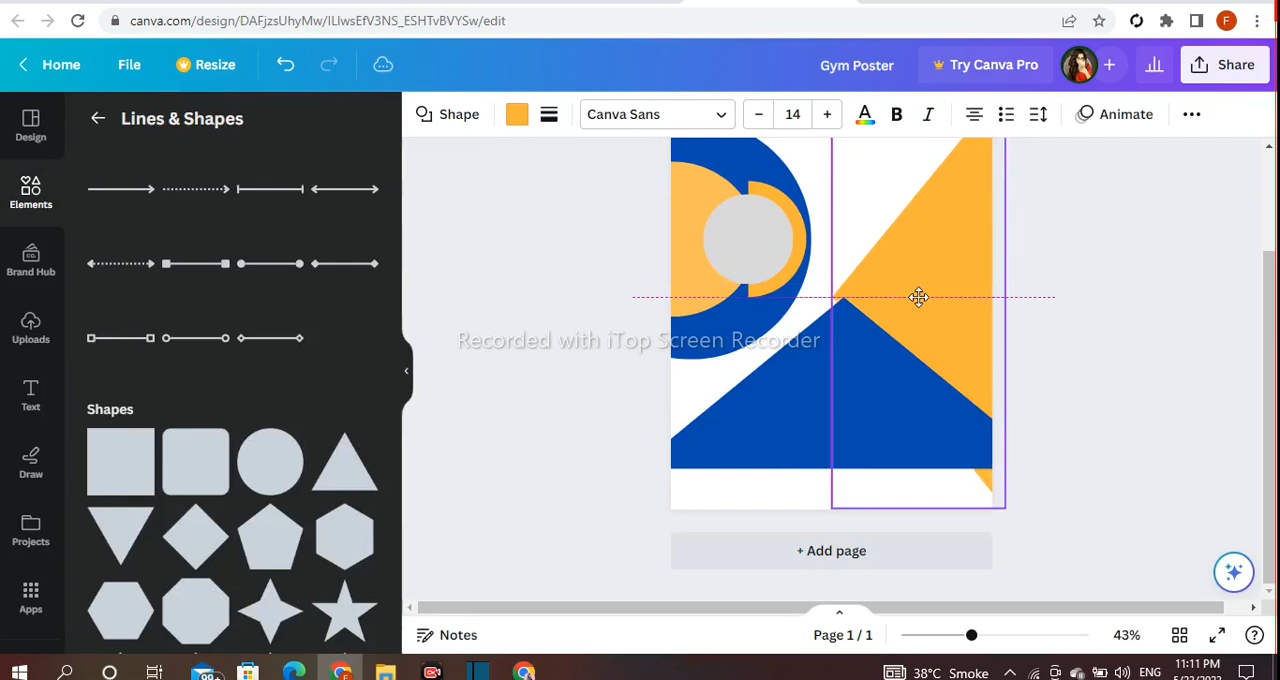 canva.com/design/DAFjzsUhyMw/lLlwsEfV3NS_ESHTvBVYSw/edit
F
Home
File
Resize
Gym Poster
Try Canva Pro
+
Share
Design
Elements
Brand Hub
Uploads
Text
Draw
Projects
Apps
Lines & Shapes
Shapes
Shape
Canva Sans
– 14 +
A
B
I
Animate
Recorded with iTop Screen Recorder
+ Add page
Notes
Page 1 / 1
43%
38°C Smoke
ENG
11:11 PM